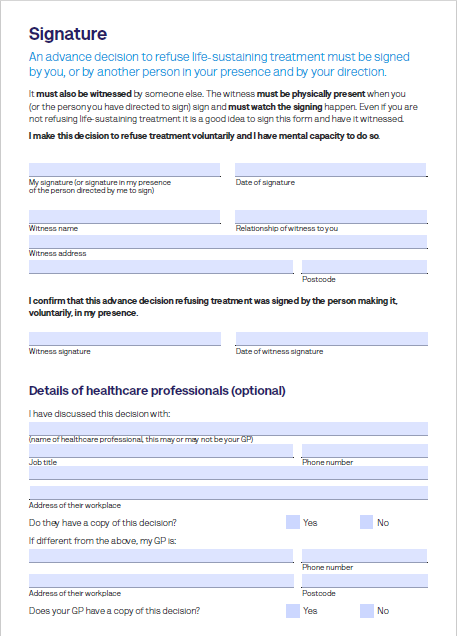 Signature
An advance decision to refuse life-sustaining treatment must be signed
by you, or by another person in your presence and by your direction.
It must also be witnessed by someone else. The witness must be physically present when you
(or the person you have directed to sign) sign and must watch the signing happen. Even if you are
not refusing life-sustaining treatment it is a good idea to sign this form and have it witnessed.
I make this decision to refuse treatment voluntarily and I have mental capacity to do so.
My signature (or signature in my presence
of the person directed by me to sign)
Date of signature
Witness name
Relationship of witness to you
Witness address
Postcode
I confirm that this advance decision refusing treatment was signed by the person making it,
voluntarily, in my presence.
Witness signature
Date of witness signature
Details of healthcare professionals (optional)
I have discussed this decision with:
(name of healthcare professional, this may or may not be your GP)
Job title
Phone number
Address of their workplace
Do they have a copy of this decision?
Yes
No
If different from the above, my GP is:
Phone number
Address of their workplace
Postcode
Does your GP have a copy of this decision?
Yes
No